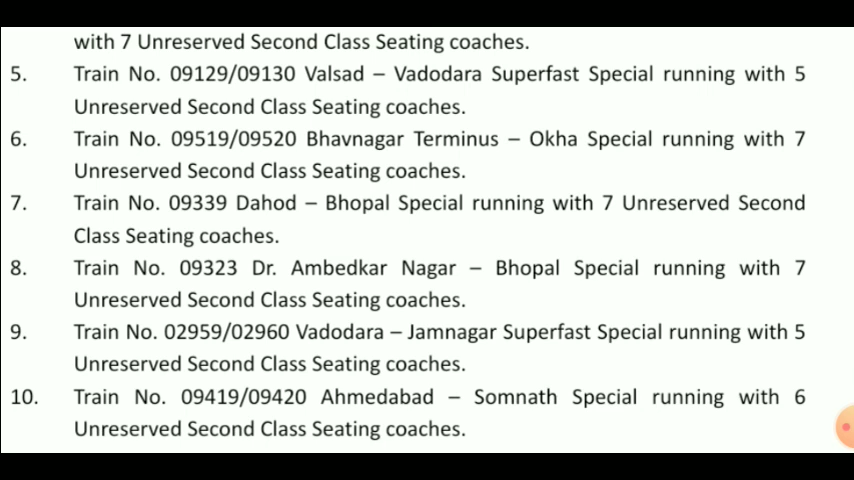 with 7 Unreserved Second Class Seating coaches.
5. Train No. 09129/09130 Valsad – Vadodara Superfast Special running with 5
Unreserved Second Class Seating coaches.
6. Train No. 09519/09520 Bhavnagar Terminus – Okha Special running with 7
Unreserved Second Class Seating coaches.
7. Train No. 09339 Dahod – Bhopal Special running with 7 Unreserved Second
Class Seating coaches.
8. Train No. 09323 Dr. Ambedkar Nagar – Bhopal Special running with 7
Unreserved Second Class Seating coaches.
9. Train No. 02959/02960 Vadodara – Jamnagar Superfast Special running with 5
Unreserved Second Class Seating coaches.
10. Train No. 09419/09420 Ahmedabad – Somnath Special running with 6
Unreserved Second Class Seating coaches.